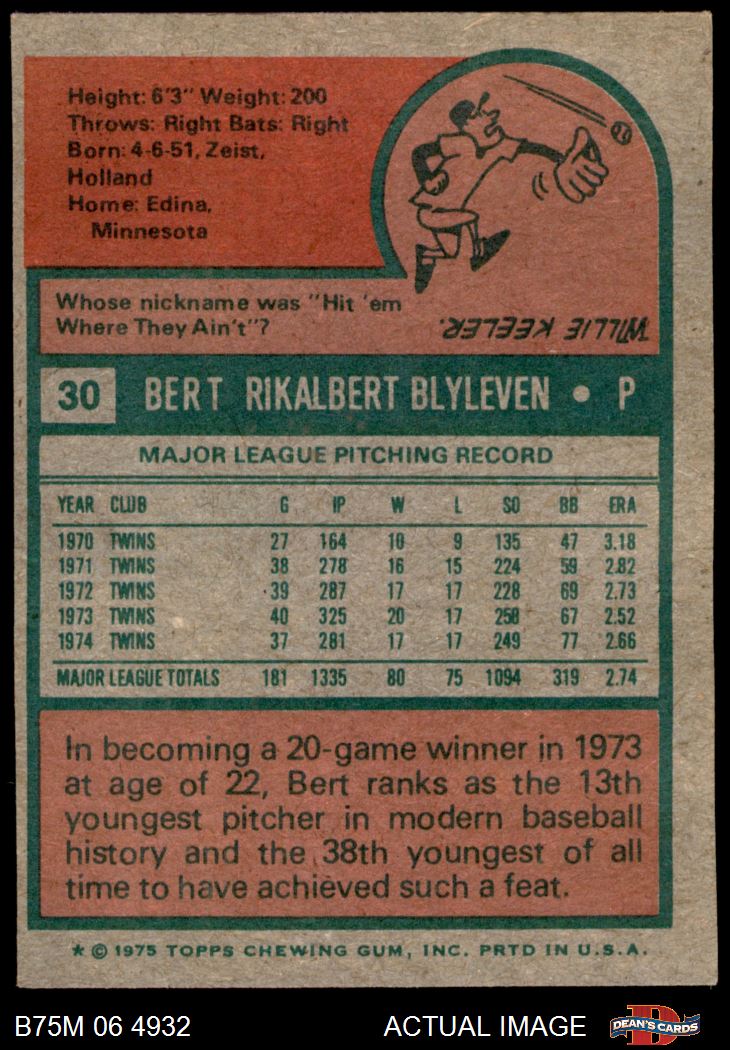 Height: 6'3" Weight: 200
Throws: Right Bats: Right
Born: 4-6-51, Zeist,
Holland
Home: Edina,
Minnesota
Whose nickname was "Hit 'em
Where They Ain't"?
WILLIE KEELER.
30 BERT RIKALBERT BLYLEVEN • P
MAJOR LEAGUE PITCHING RECORD
YEAR CLUB G IP W L SO BB ERA
1970 TWINS 27 164 10 9 135 47 3.18
1971 TWINS 38 278 16 15 224 59 2.82
1972 TWINS 39 287 17 17 228 69 2.73
1973 TWINS 40 325 20 17 258 67 2.52
1974 TWINS 37 281 17 17 249 77 2.66
MAJOR LEAGUE TOTALS 181 1335 80 75 1094 319 2.74
In becoming a 20-game winner in 1973
at age of 22, Bert ranks as the 13th
youngest pitcher in modern baseball
history and the 38th youngest of all
time to have achieved such a feat.
* © 1975 TOPPS CHEWING GUM, INC. PRTD IN U.S.A.
B75M 06 4932 ACTUAL IMAGE D DEAN'S CARDS